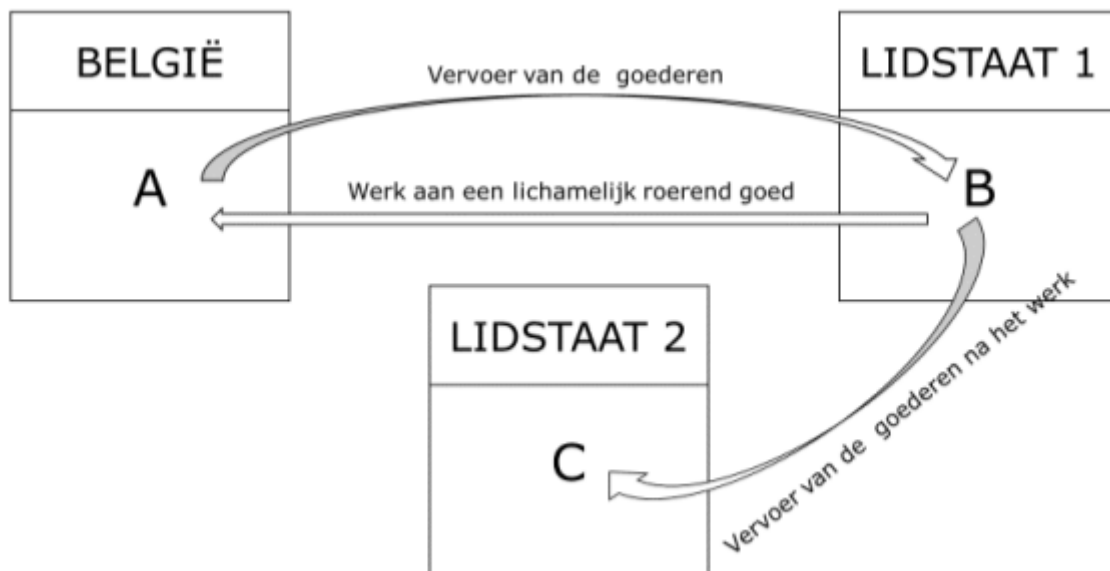 BELGIË
LIDSTAAT 1
Vervoer van de goederen
A
B
Werk aan een lichamelijk roerend goed
LIDSTAAT 2
C
Vervoer van de goederen na het werk